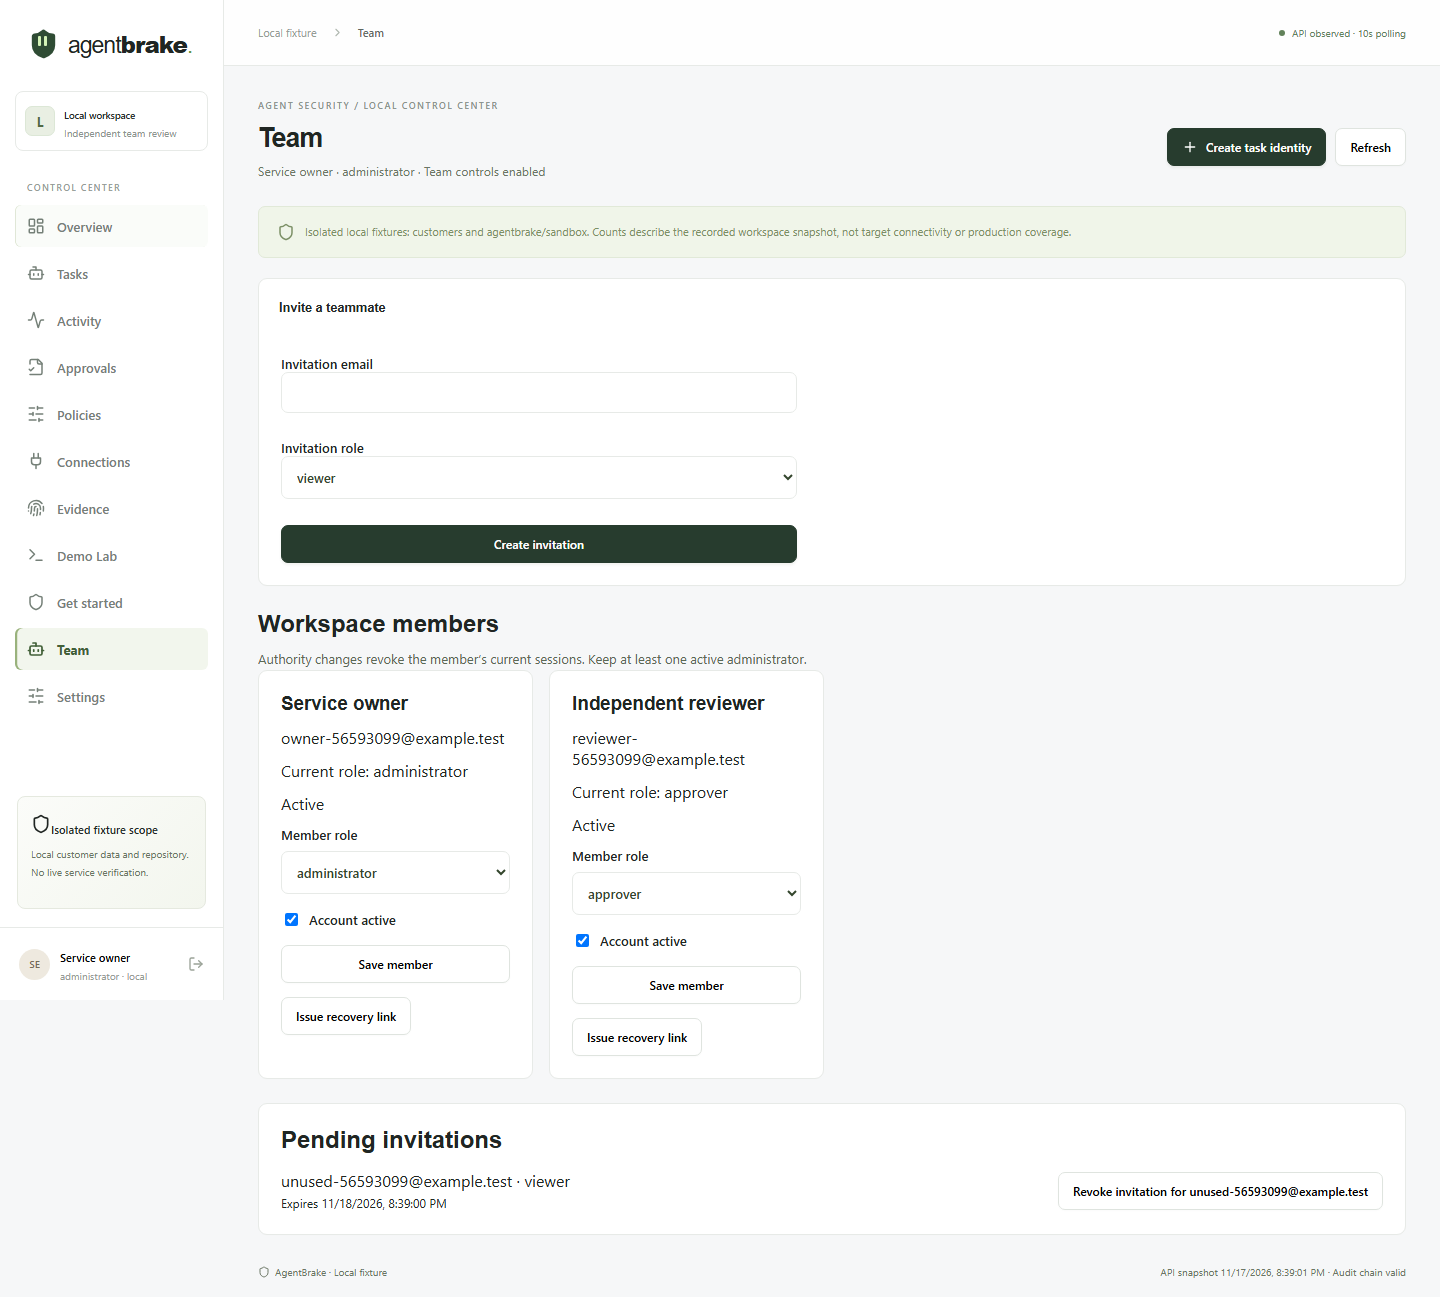 agentbrake.
L
Local workspace
Independent team review
CONTROL CENTER
Overview
Tasks
Activity
Approvals
Policies
Connections
Evidence
Demo Lab
Get started
Team
Settings
Isolated fixture scope
Local customer data and repository.
No live service verification.
SE
Service owner
administrator · local
Local fixture
Team
API observed · 10s polling
AGENT SECURITY / LOCAL CONTROL CENTER
Team
Service owner · administrator · Team controls enabled
Create task identity
Refresh
Isolated local fixtures: customers and agentbrake/sandbox. Counts describe the recorded workspace snapshot, not target connectivity or production coverage.
Invite a teammate
Invitation email
Invitation role
viewer
Create invitation
Workspace members
Authority changes revoke the member's current sessions. Keep at least one active administrator.
Service owner
owner-56593099@example.test
Current role: administrator
Active
Member role
administrator
Account active
Save member
Issue recovery link
Independent reviewer
reviewer-
56593099@example.test
Current role: approver
Active
Member role
approver
Account active
Save member
Issue recovery link
Pending invitations
unused-56593099@example.test · viewer
Expires 11/18/2026, 8:39:00 PM
Revoke invitation for unused-56593099@example.test
AgentBrake · Local fixture
API snapshot 11/17/2026, 8:39:01 PM · Audit chain valid